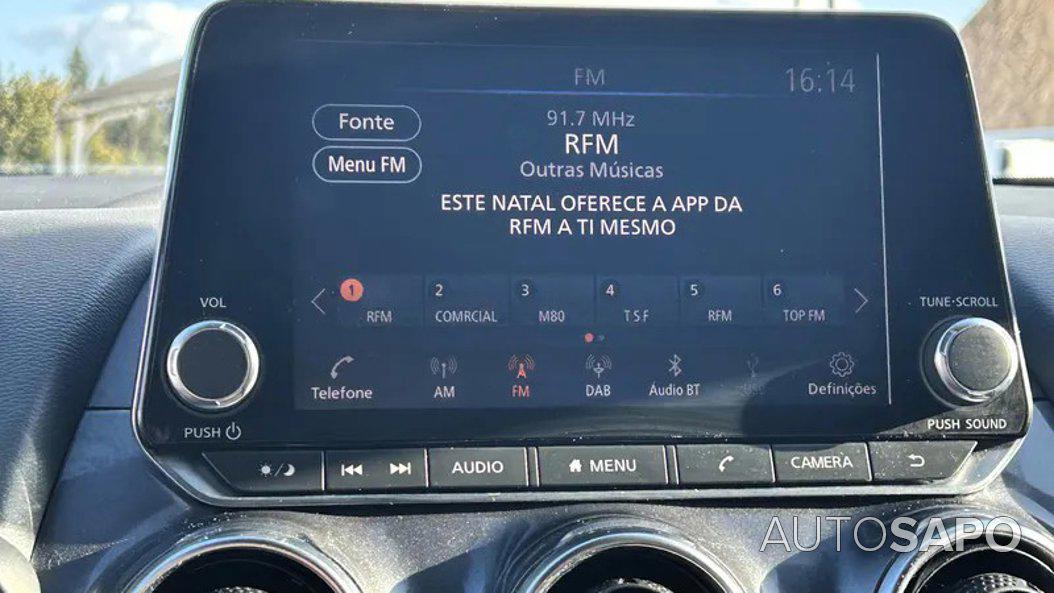 FM
16:14
Fonte
91.7 MHz
Menu FM
RFM
Outras Músicas
ESTE NATAL OFERECE A APP DA
RFM A TI MESMO
VOL
TUNE·SCROLL
1 2 3 4 5 6
RFM COMRCIAL M80 TSF RFM TOP FM
Telefone AM FM DAB Áudio BT USB Definições
PUSH
PUSH SOUND
AUDIO MENU CAMERA
AUTOSAPO